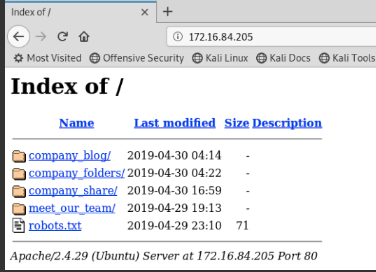 Index of /
172.16.84.205
Most Visited Offensive Security Kali Linux Kali Docs Kali Tools
Index of /
Name Last modified Size Description
company_blog/ 2019-04-30 04:14 -
company_folders/ 2019-04-30 04:22 -
company_share/ 2019-04-30 16:59 -
meet_our_team/ 2019-04-29 19:13 -
robots.txt 2019-04-29 23:10 71
Apache/2.4.29 (Ubuntu) Server at 172.16.84.205 Port 80